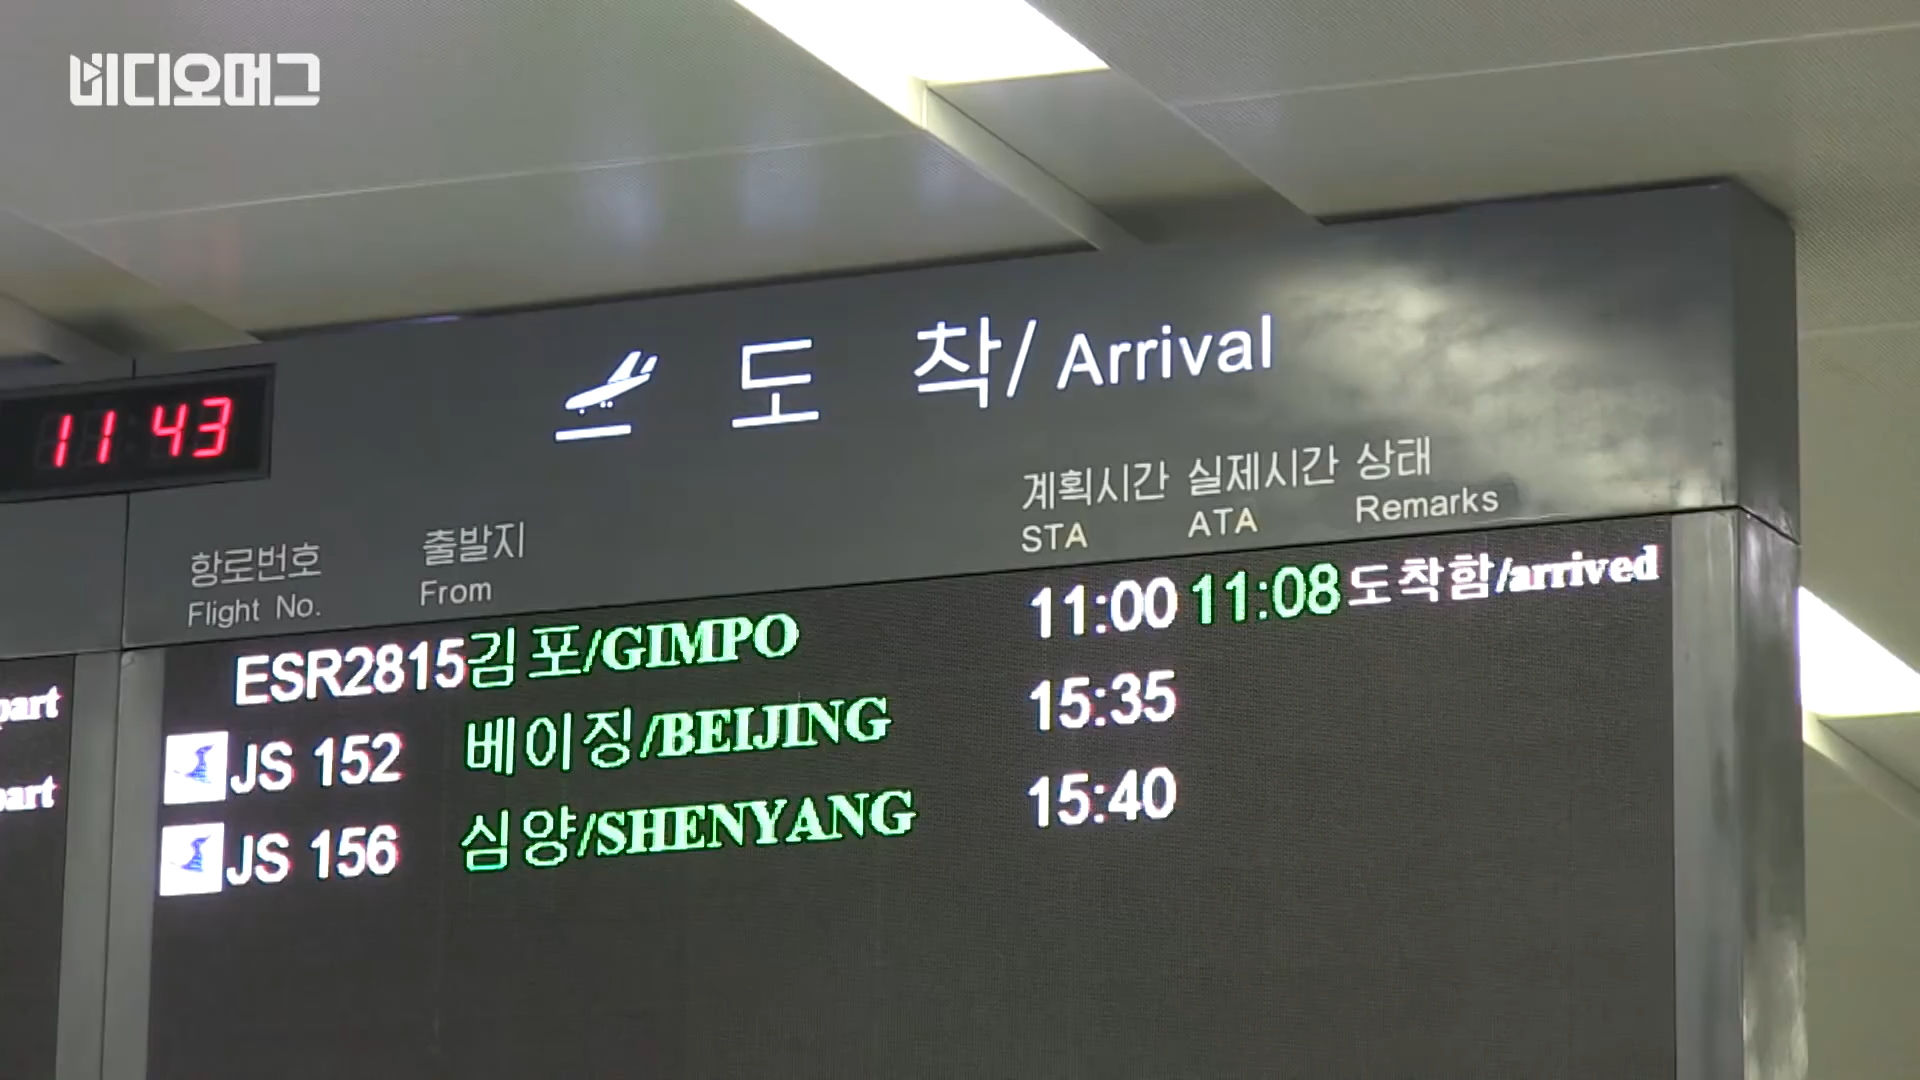 비디오머그
11 43
도 착/Arrival
항로번호 출발지 계획시간 실제시간 상태
Flight No. From STA ATA Remarks
ESR2815 김포/GIMPO 11:00 11:08 도착함/arrived
JS 152 베이징/BEIJING 15:35
JS 156 심양/SHENYANG 15:40
part
part